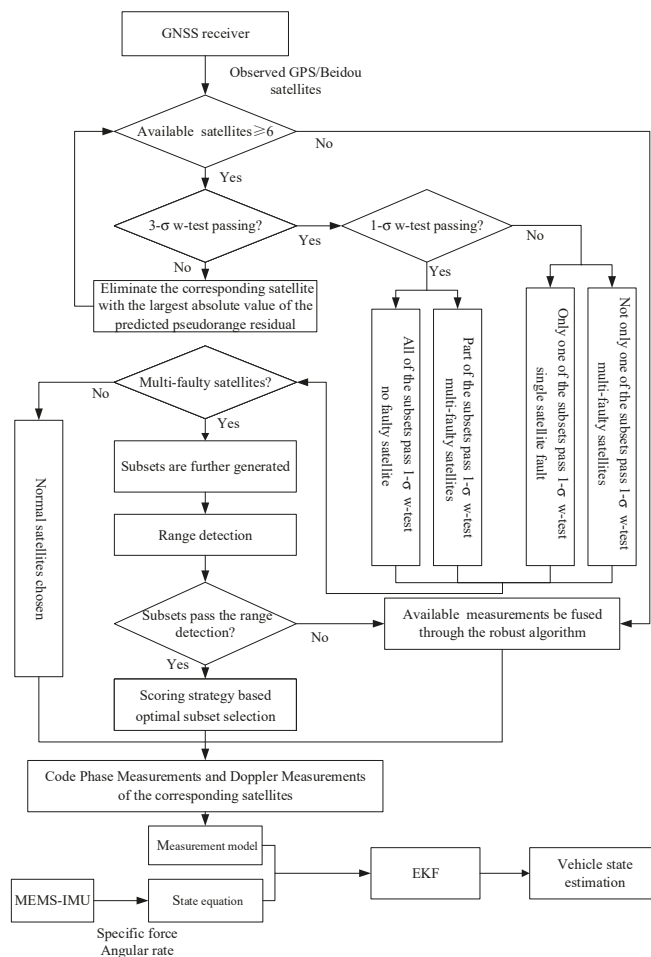 GNSS receiver
Observed GPS/Beidou
satellites
Available satellites≥6
No
Yes
3-σ w-test passing?
Yes
1-σ w-test passing?
No
No
Yes
Eliminate the corresponding satellite
with the largest absolute value of the
predicted pseudorange residual
All of the subsets pass 1-σ w-test
no faulty satellite
Part of the subsets pass 1-σ w-test
multi-faulty satellites
Only one of the subsets pass 1-σ w-test
single satellite fault
Not only one of the subsets pass 1-σ w-test
multi-faulty satellites
Multi-faulty satellites?
No
Yes
Normal satellites chosen
Subsets are further generated
Range detection
Subsets pass the range
detection?
No
Yes
Available measurements be fused
through the robust algorithm
Scoring strategy based
optimal subset selection
Code Phase Measurements and Doppler Measurements
of the corresponding satellites
Measurement model
EKF
Vehicle state
estimation
MEMS-IMU
State equation
Specific force
Angular rate